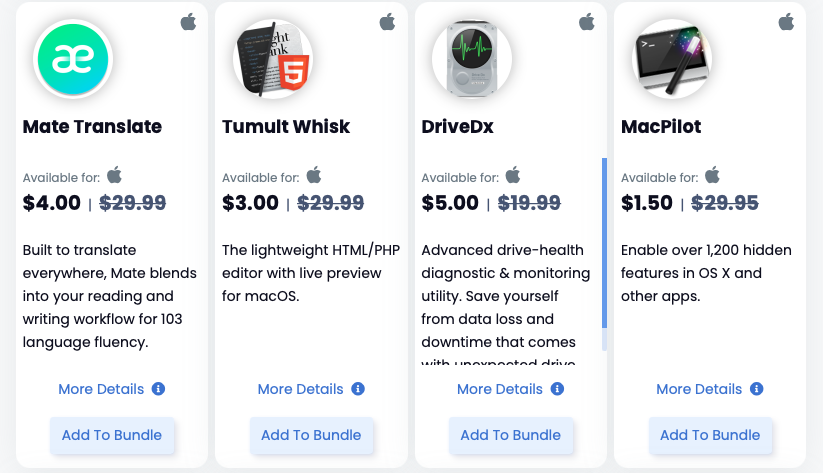 æ
Mate Translate
Available for:
$4.00 | $29.99
Built to translate
everywhere, Mate blends
into your reading and
writing workflow for 103
language fluency.
More Details
Add To Bundle
5
Tumult Whisk
Available for:
$3.00 | $29.99
The lightweight HTML/PHP
editor with live preview
for macOS.
More Details
Add To Bundle
DriveDx
Available for:
$5.00 | $19.99
Advanced drive-health
diagnostic & monitoring
utility. Save yourself
from data loss and
downtime that comes
with unexpected drive
More Details
Add To Bundle
>_
MacPilot
Available for:
$1.50 | $29.95
Enable over 1,200 hidden
features in OS X and
other apps.
More Details
Add To Bundle